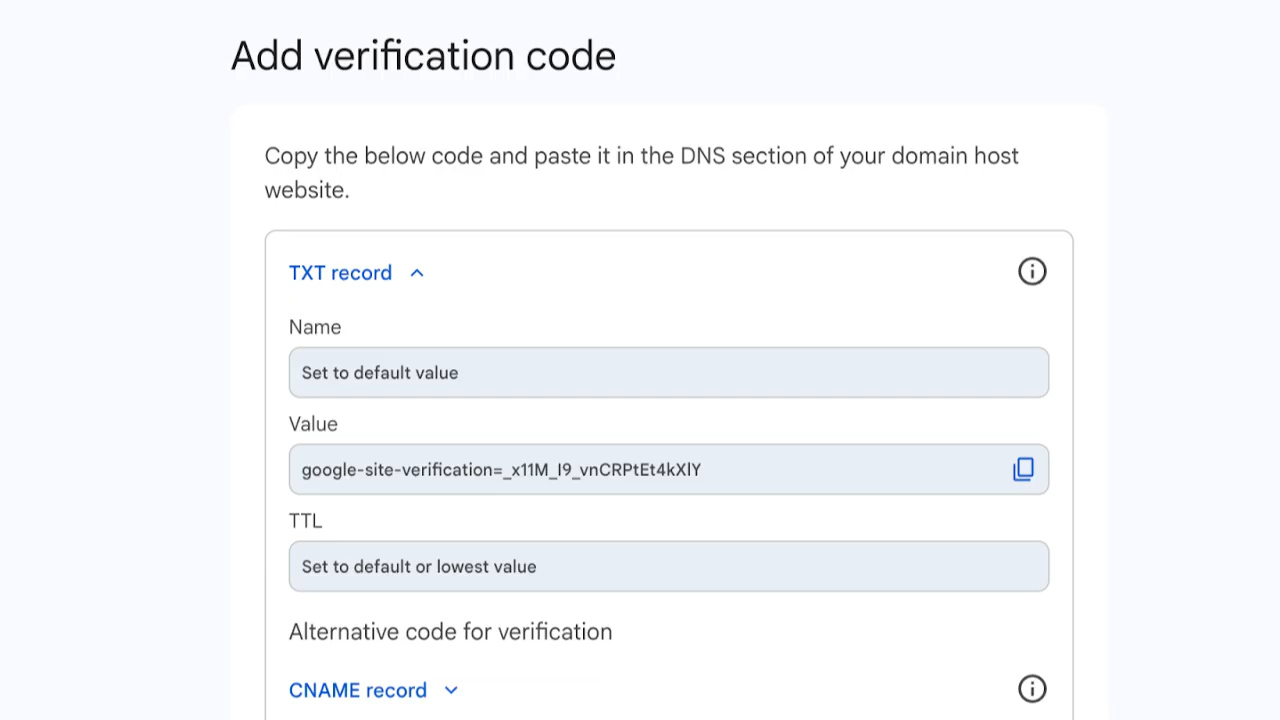 Add verification code
Copy the below code and paste it in the DNS section of your domain host
website.
TXT record
Name
Set to default value
Value
google-site-verification=_x11M_I9_vnCRPtEt4kXlY
TTL
Set to default or lowest value
Alternative code for verification
CNAME record